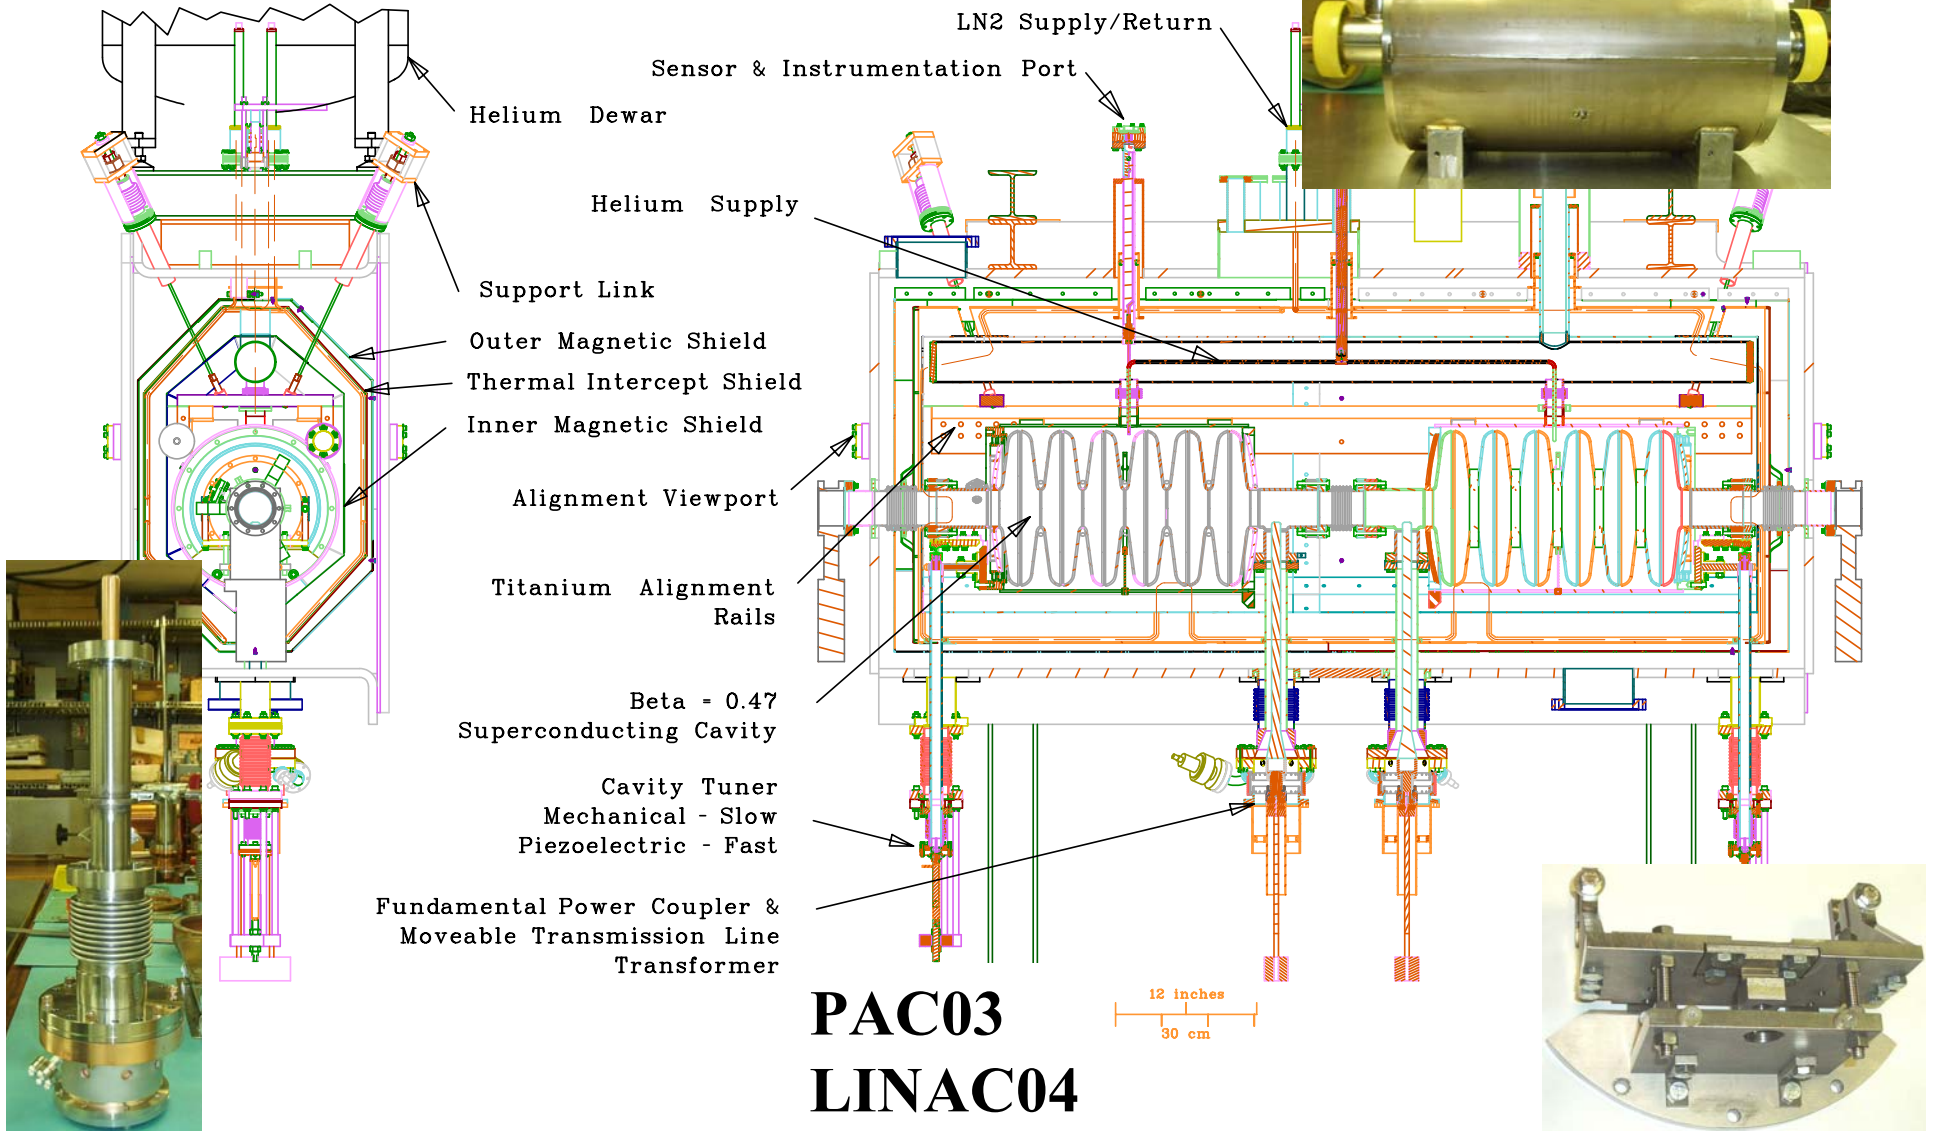 LN2 Supply/Return
Sensor & Instrumentation Port
Helium Dewar
Helium Supply
Support Link
Outer Magnetic Shield
Thermal Intercept Shield
Inner Magnetic Shield
Alignment Viewport
Titanium Alignment
Rails
Beta = 0.47
Superconducting Cavity
Cavity Tuner
Mechanical - Slow
Piezoelectric - Fast
Fundamental Power Coupler &
Moveable Transmission Line
Transformer
PAC03
LINAC04
12 inches
30 cm